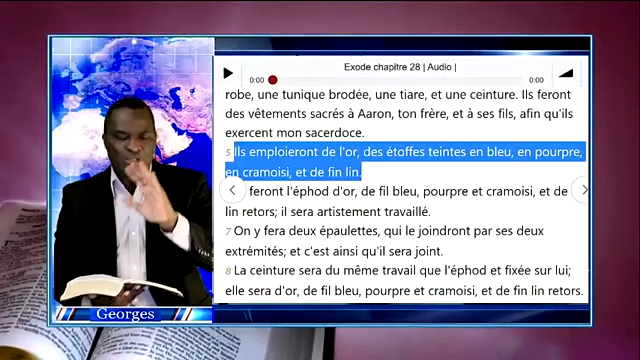 Exode chapitre 28 | Audio |
0:00
0:00
robe, une tunique brodée, une tiare, et une ceinture. Ils feront
des vêtements sacrés à Aaron, ton frère, et à ses fils, afin qu'ils
exercent mon sacerdoce.
5 Ils emploieront de l'or, des étoffes teintes en bleu, en pourpre,
en cramoisi, et de fin lin.
feront l'éphod d'or, de fil bleu, pourpre et cramoisi, et de
lin retors; il sera artistement travaillé.
7 On y fera deux épaulettes, qui le joindront par ses deux
extrémités; et c'est ainsi qu'il sera joint.
8 La ceinture sera du même travail que l'éphod et fixée sur lui;
elle sera d'or, de fil bleu, pourpre et cramoisi, et de fin lin retors.
Georges